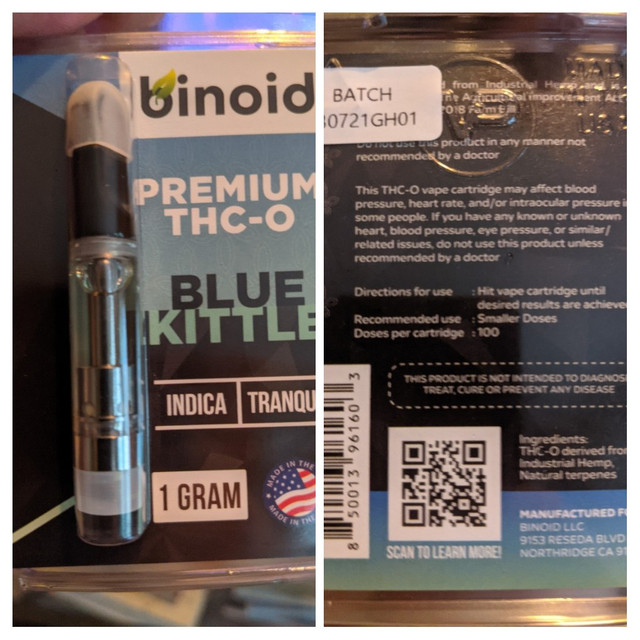 binoid
PREMIUM
THC-O
BLUE
KITTLE
INDICA
TRANQU
1 GRAM
MADE IN THE
MADE IN THE
BATCH
30721GH01
from Industrial Hemp and is
Agricultural Improvement Act
2018 Farm Bill
Do not use this product in any manner not
recommended by a doctor
This THC-O vape cartridge may affect blood
pressure, heart rate, and/or intraocular pressure i
some people. If you have any known or unknown
heart, blood pressure, eye pressure, or similar/
related issues, do not use this product unless
recommended by a doctor
Directions for use : Hit vape cartridge until
desired results are achieve
Recommended use : Smaller Doses
Doses per cartridge : 100
THIS PRODUCT IS NOT INTENDED TO DIAGNOS
TREAT, CURE OR PREVENT ANY DISEASE
8 50013 96160 3
SCAN TO LEARN MORE!
Ingredients:
THC-O derived from
Industrial Hemp,
Natural terpenes
MANUFACTURED FO
BINOID LLC
9153 RESEDA BLVD
NORTHRIDGE CA 91